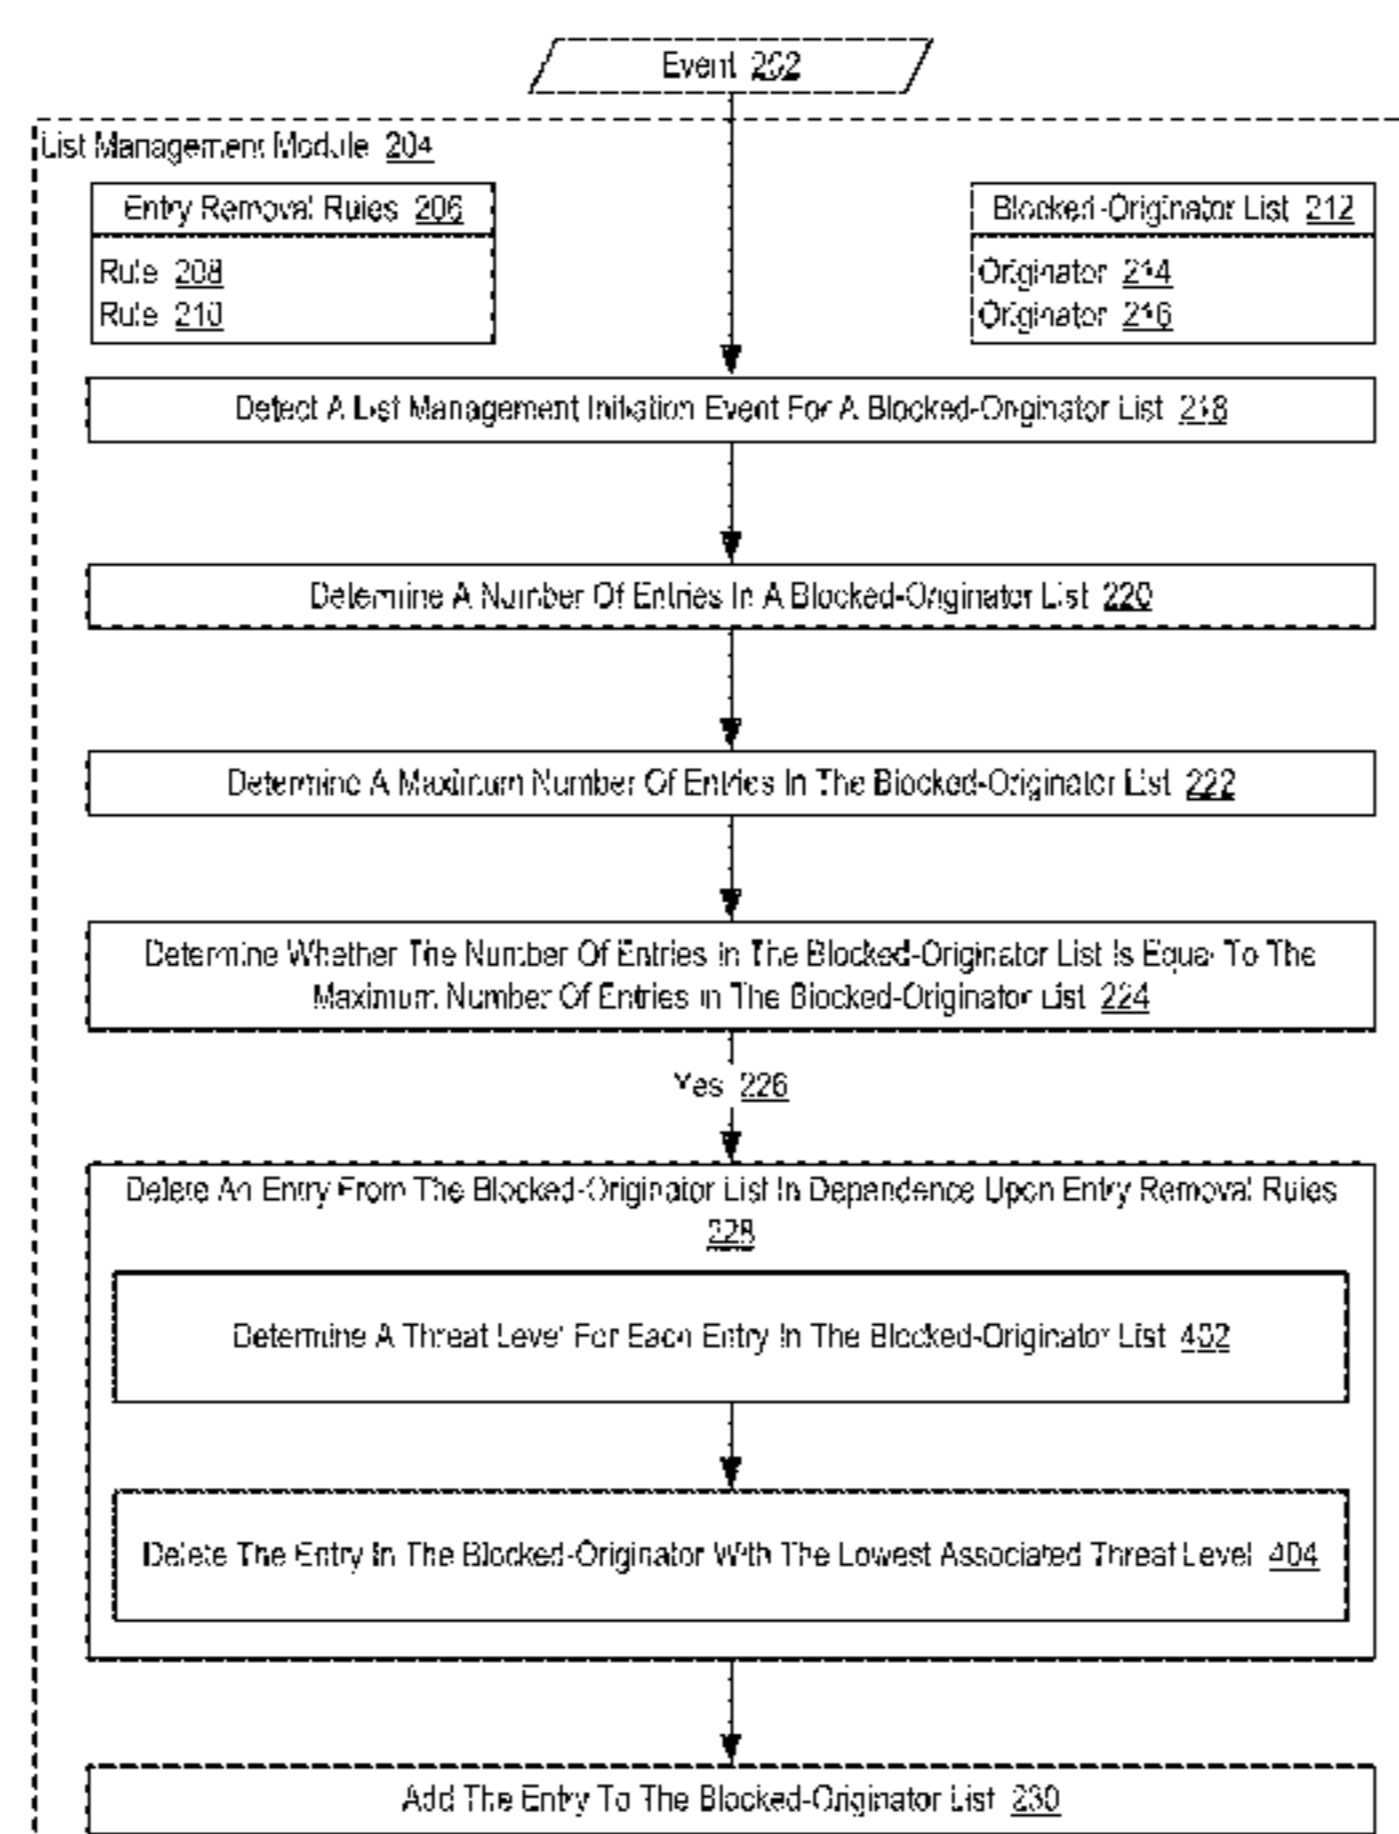 Event 202
List Management Module 204
Entry Removal Rules 206
Rule 208
Rule 210
Blocked-Originator List 212
Originator 214
Originator 216
Detect A List Management Initiation Event For A Blocked-Originator List 218
Determine A Number Of Entries In A Blocked-Originator List 220
Determine A Maximum Number Of Entries In The Blocked-Originator List 222
Determine Whether The Number Of Entries In The Blocked-Originator List Is Equal To The
Maximum Number Of Entries in The Blocked-Originator List 224
Yes 226
Delete An Entry From The Blocked-Originator List In Dependence Upon Entry Removal Rules
228
Determine A Threat Level For Each Entry In The Blocked-Originator List 402
Delete The Entry In The Blocked-Originator With The Lowest Associated Threat Level 404
Add The Entry To The Blocked-Originator List 230